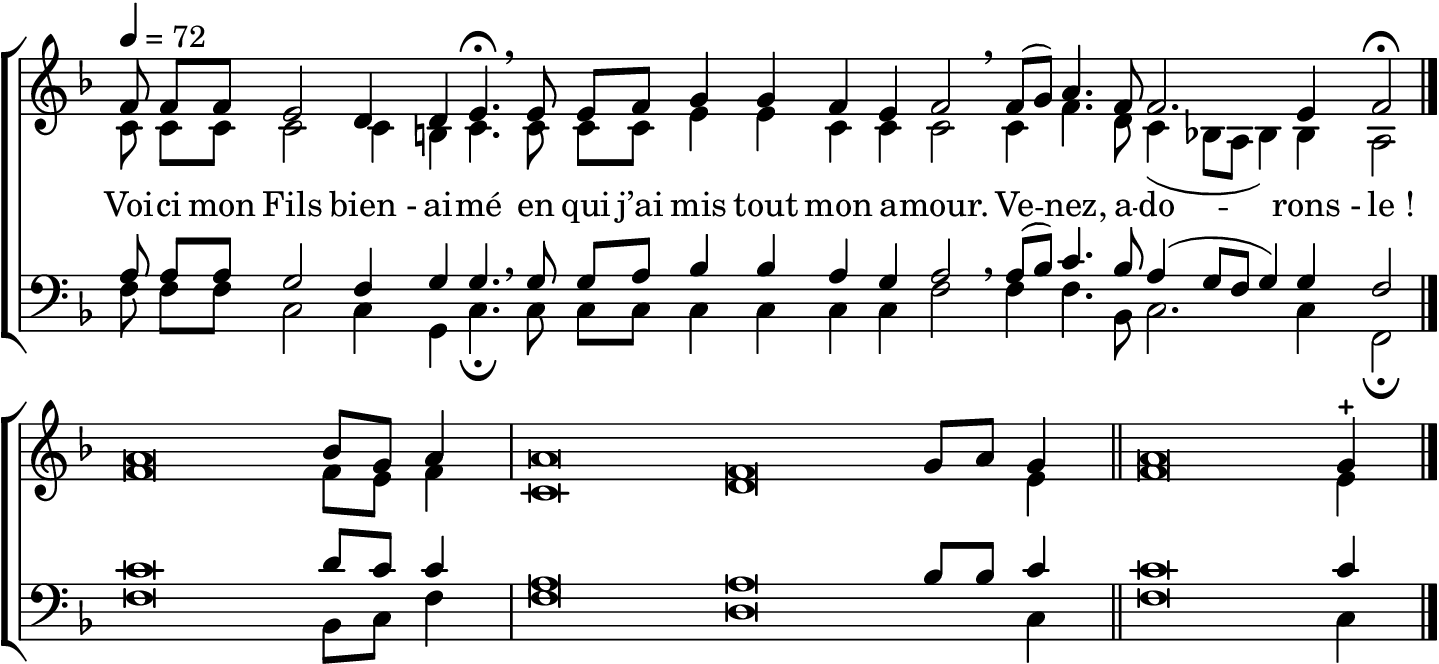 = 72
Voici mon Fils bien - aimé en qui j’ai mis tout mon amour. Ve - nez, a - do - rons - le !